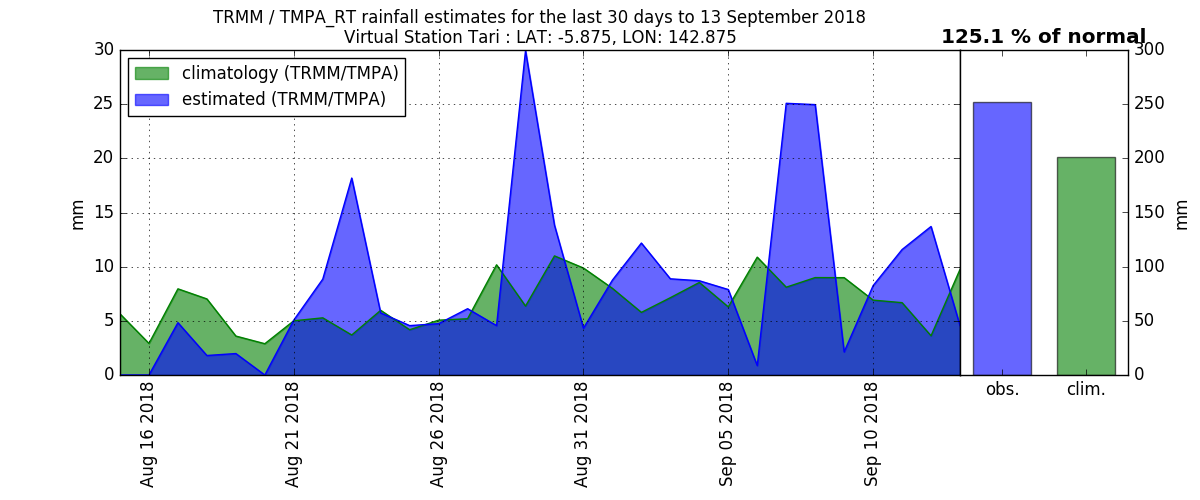 TRMM / TMPA_RT rainfall estimates for the last 30 days to 13 September 2018
Virtual Station Tari : LAT: -5.875, LON: 142.875
125.1 % of normal
climatology (TRMM/TMPA)
estimated (TRMM/TMPA)
30
25
20
15
10
5
0
mm
Aug 16 2018
Aug 21 2018
Aug 26 2018
Aug 31 2018
Sep 05 2018
Sep 10 2018
300
250
200
150
100
50
0
mm
obs.
clim.